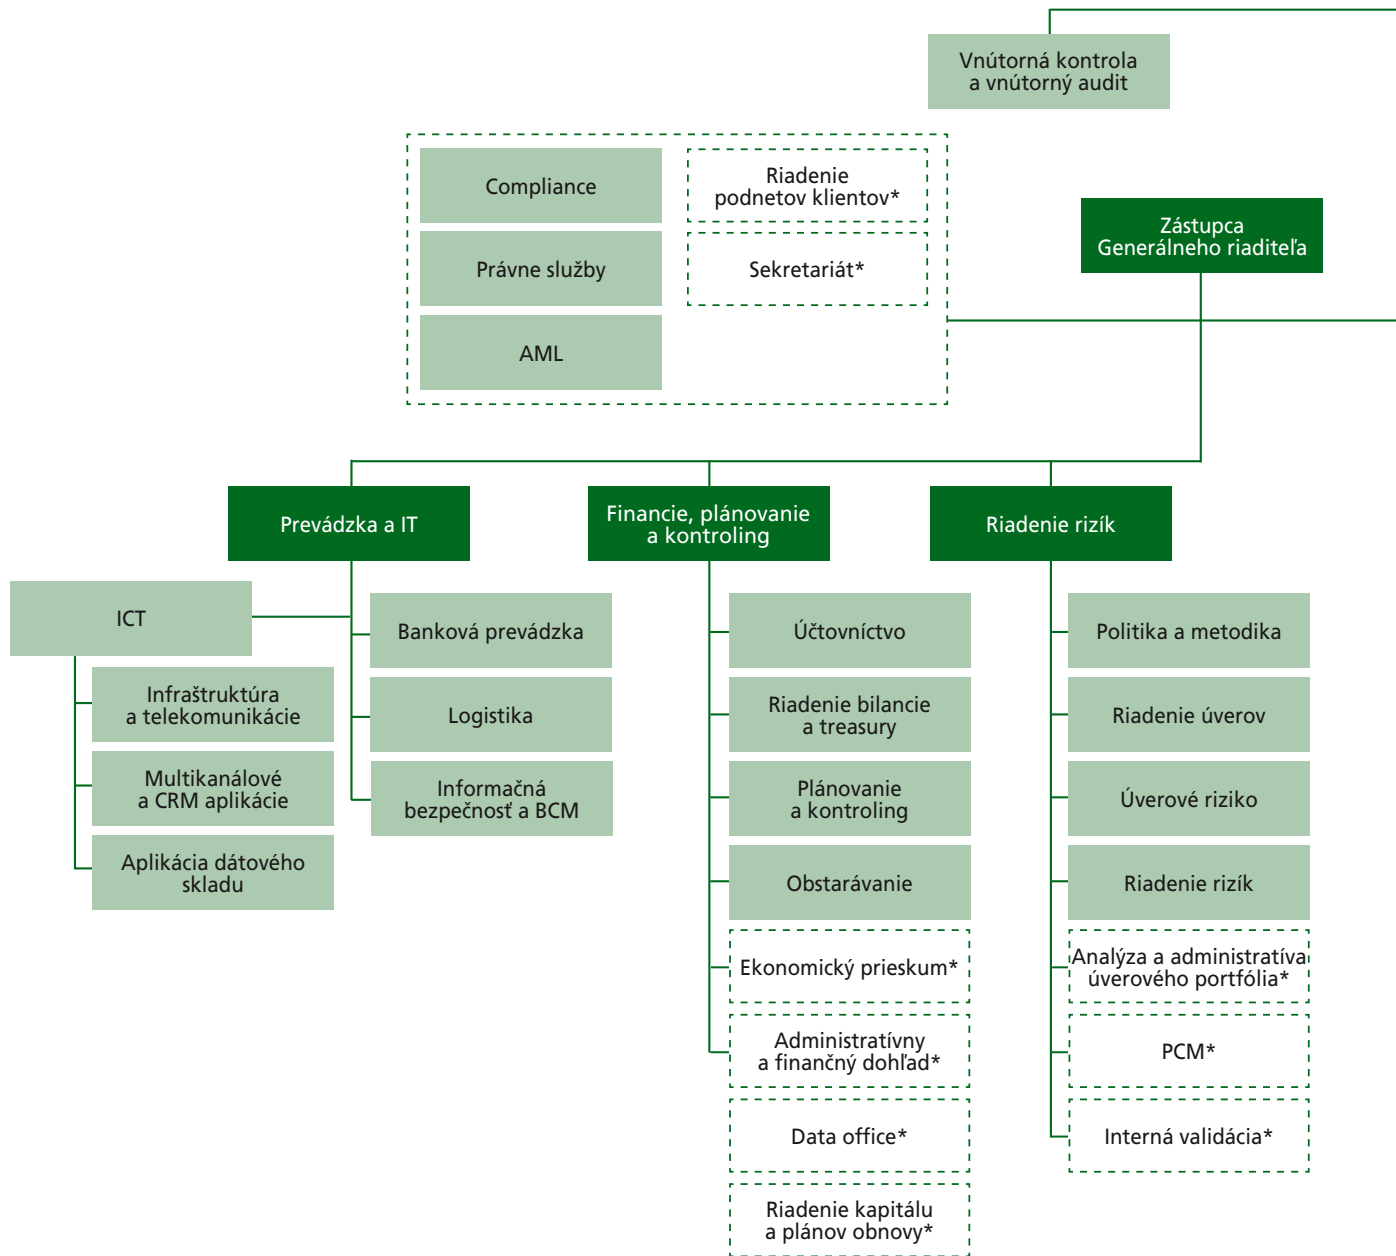 Vnútorná kontrola
a vnútorný audit
Compliance
Riadenie
podnetov klientov*
Právne služby
Sekretariát*
AML
Zástupca
Generálneho riaditeľa
Prevádzka a IT
Financie, plánovanie
a kontroling
Riadenie rizík
ICT
Infraštruktúra
a telekomunikácie
Multikanálové
a CRM aplikácie
Aplikácia dátového
skladu
Banková prevádzka
Logistika
Informačná
bezpečnosť a BCM
Účtovníctvo
Riadenie bilancie
a treasury
Plánovanie
a kontroling
Obstarávanie
Ekonomický prieskum*
Administratívny
a finančný dohľad*
Data office*
Riadenie kapitálu
a plánov obnovy*
Politika a metodika
Riadenie úverov
Úverové riziko
Riadenie rizík
Analýza a administratíva
úverového portfólia*
PCM*
Interná validácia*